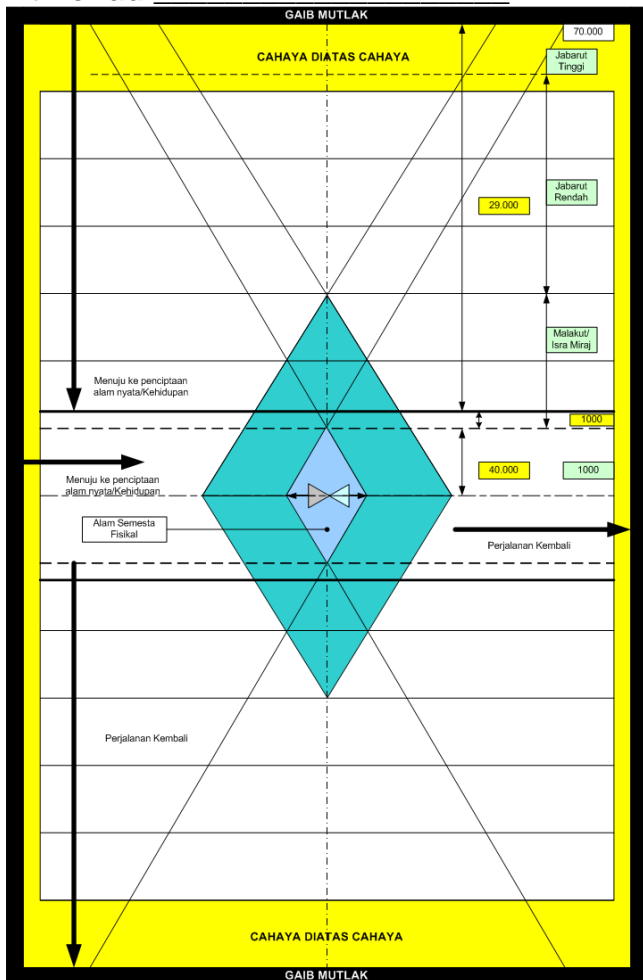 GAIB MUTLAK
70.000
CAHAYA DIATAS CAHAYA
Jabarut
Tinggi
Jabarut
Rendah
29.000
Malakut/
Isra Miraj
Menuju ke penciptaan
alam nyata/Kehidupan
1000
Menuju ke penciptaan
alam nyata/Kehidupan
40.000
1000
Alam Semesta
Fisikal
Perjalanan Kembali
Perjalanan Kembali
CAHAYA DIATAS CAHAYA
GAIB MUTLAK